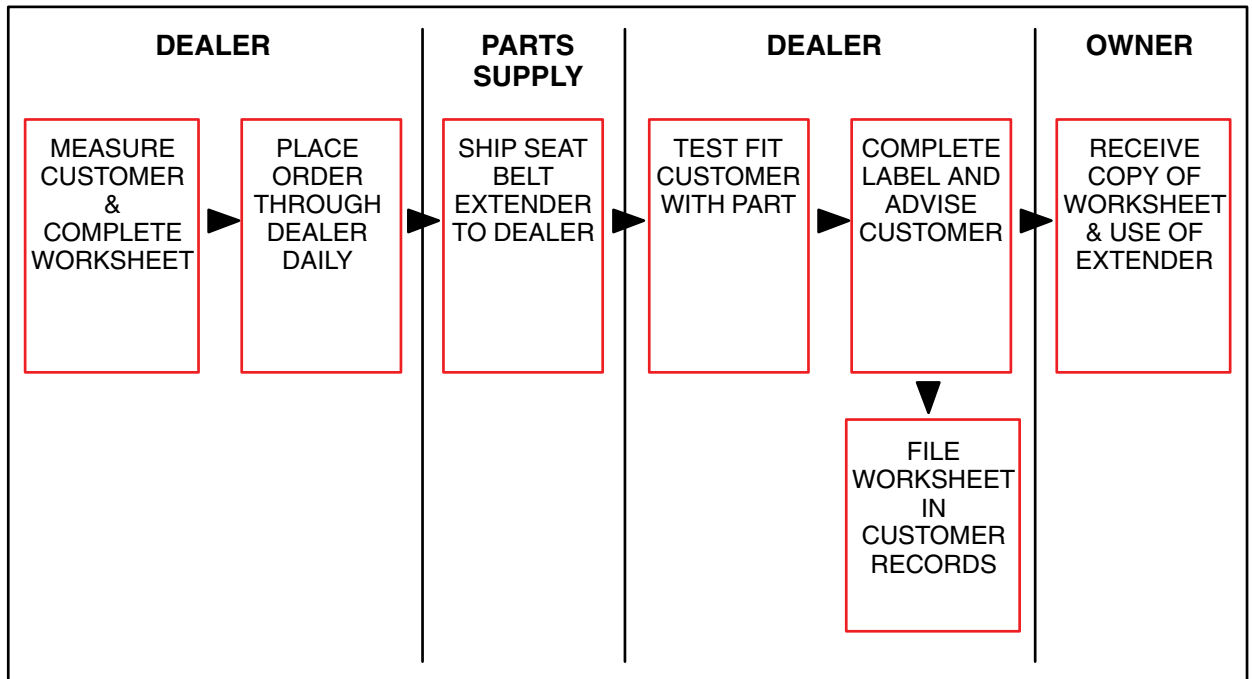 DEALER
PARTS
SUPPLY
DEALER
OWNER
MEASURE
CUSTOMER
&
COMPLETE
WORKSHEET
PLACE
ORDER
THROUGH
DEALER
DAILY
SHIP SEAT
BELT
EXTENDER
TO DEALER
TEST FIT
CUSTOMER
WITH PART
COMPLETE
LABEL AND
ADVISE
CUSTOMER
RECEIVE
COPY OF
WORKSHEET
& USE OF
EXTENDER
FILE
WORKSHEET
IN
CUSTOMER
RECORDS